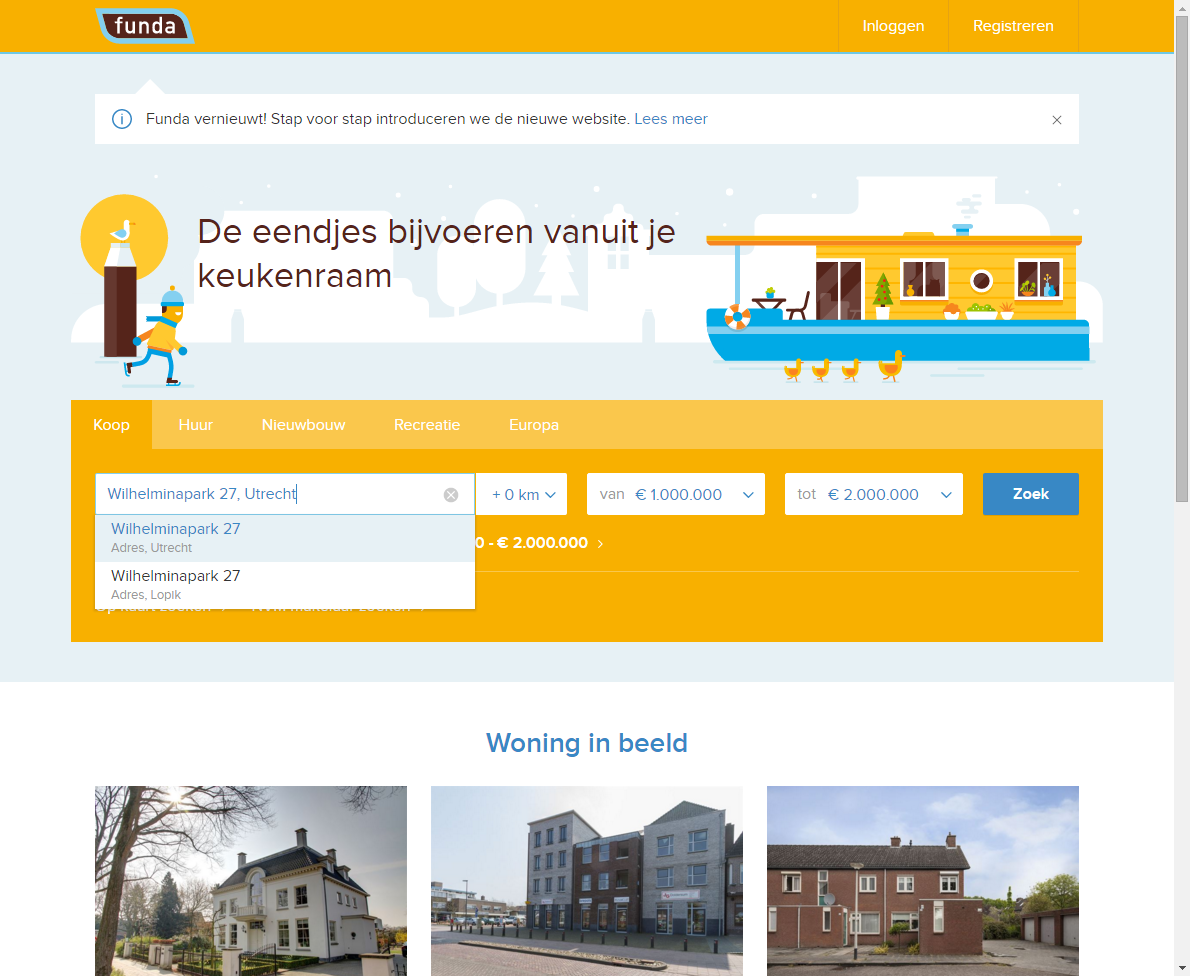 funda
Inloggen
Registreren
Funda vernieuwt! Stap voor stap introduceren we de nieuwe website. Lees meer
De eendjes bijvoeren vanuit je
keukenraam
Koop
Huur
Nieuwbouw
Recreatie
Europa
Wilhelminapark 27, Utrecht
+ 0 km
van € 1.000.000
tot € 2.000.000
Zoek
Wilhelminapark 27
Adres, Utrecht
0 - € 2.000.000
Wilhelminapark 27
Adres, Lopik
Woning in beeld